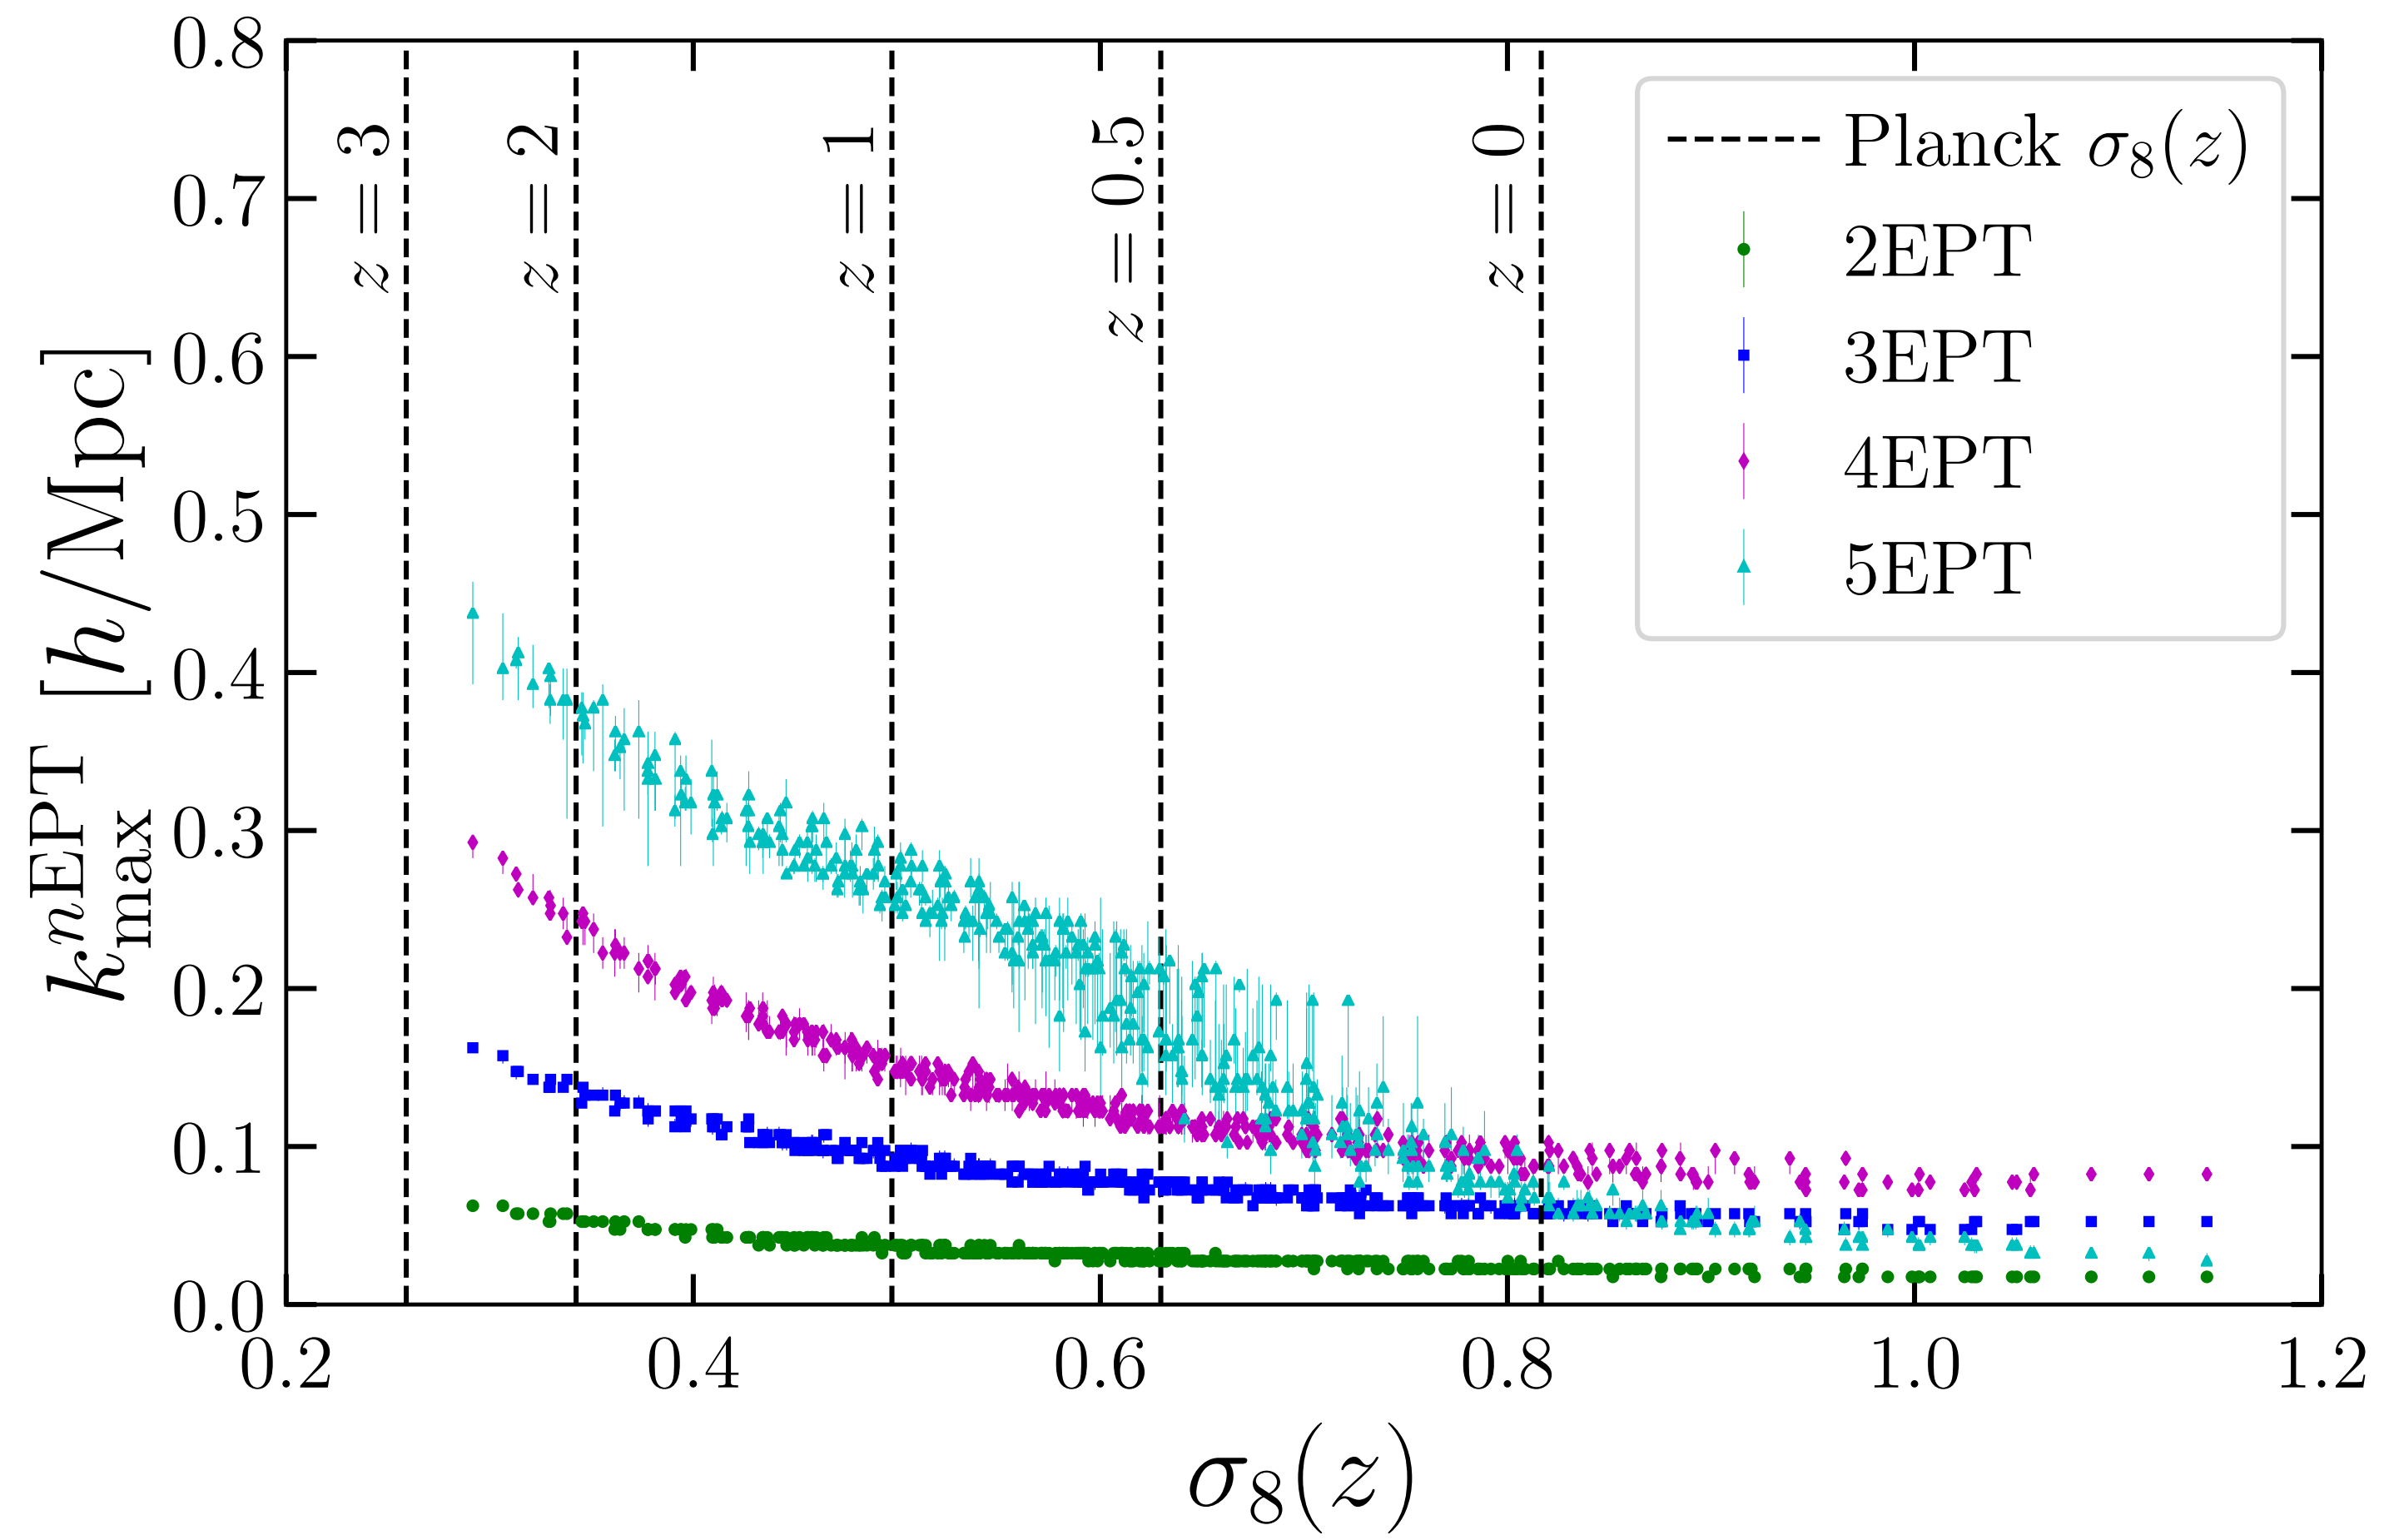 0.8
0.7
0.6
0.5
0.4
0.3
0.2
0.1
0.0
0.2
0.4
0.6
0.8
1.0
1.2
k_max^nEPT [h/Mpc]
σ₈(z)
z = 3
z = 2
z = 1
z = 0.5
z = 0
Planck σ₈(z)
2EPT
3EPT
4EPT
5EPT